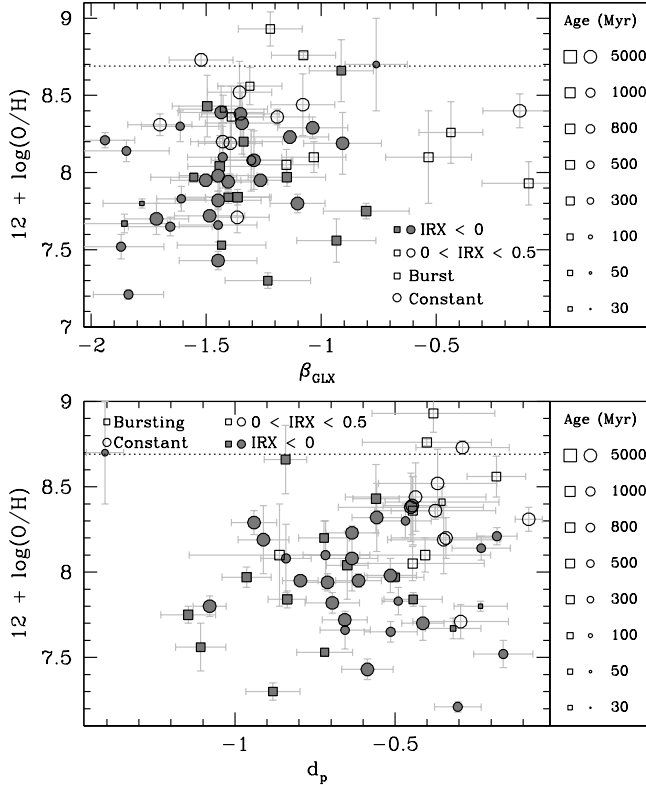 9
8.5
8
7.5
7
12 + log(O/H)
IRX < 0
0 < IRX < 0.5
Burst
Constant
−2
−1.5
−1
−0.5
β_GLX
Age (Myr)
5000
1000
800
500
300
100
50
30
9
8.5
8
7.5
12 + log(O/H)
Bursting
0 < IRX < 0.5
Constant
IRX < 0
−1
−0.5
d_p
Age (Myr)
5000
1000
800
500
300
100
50
30